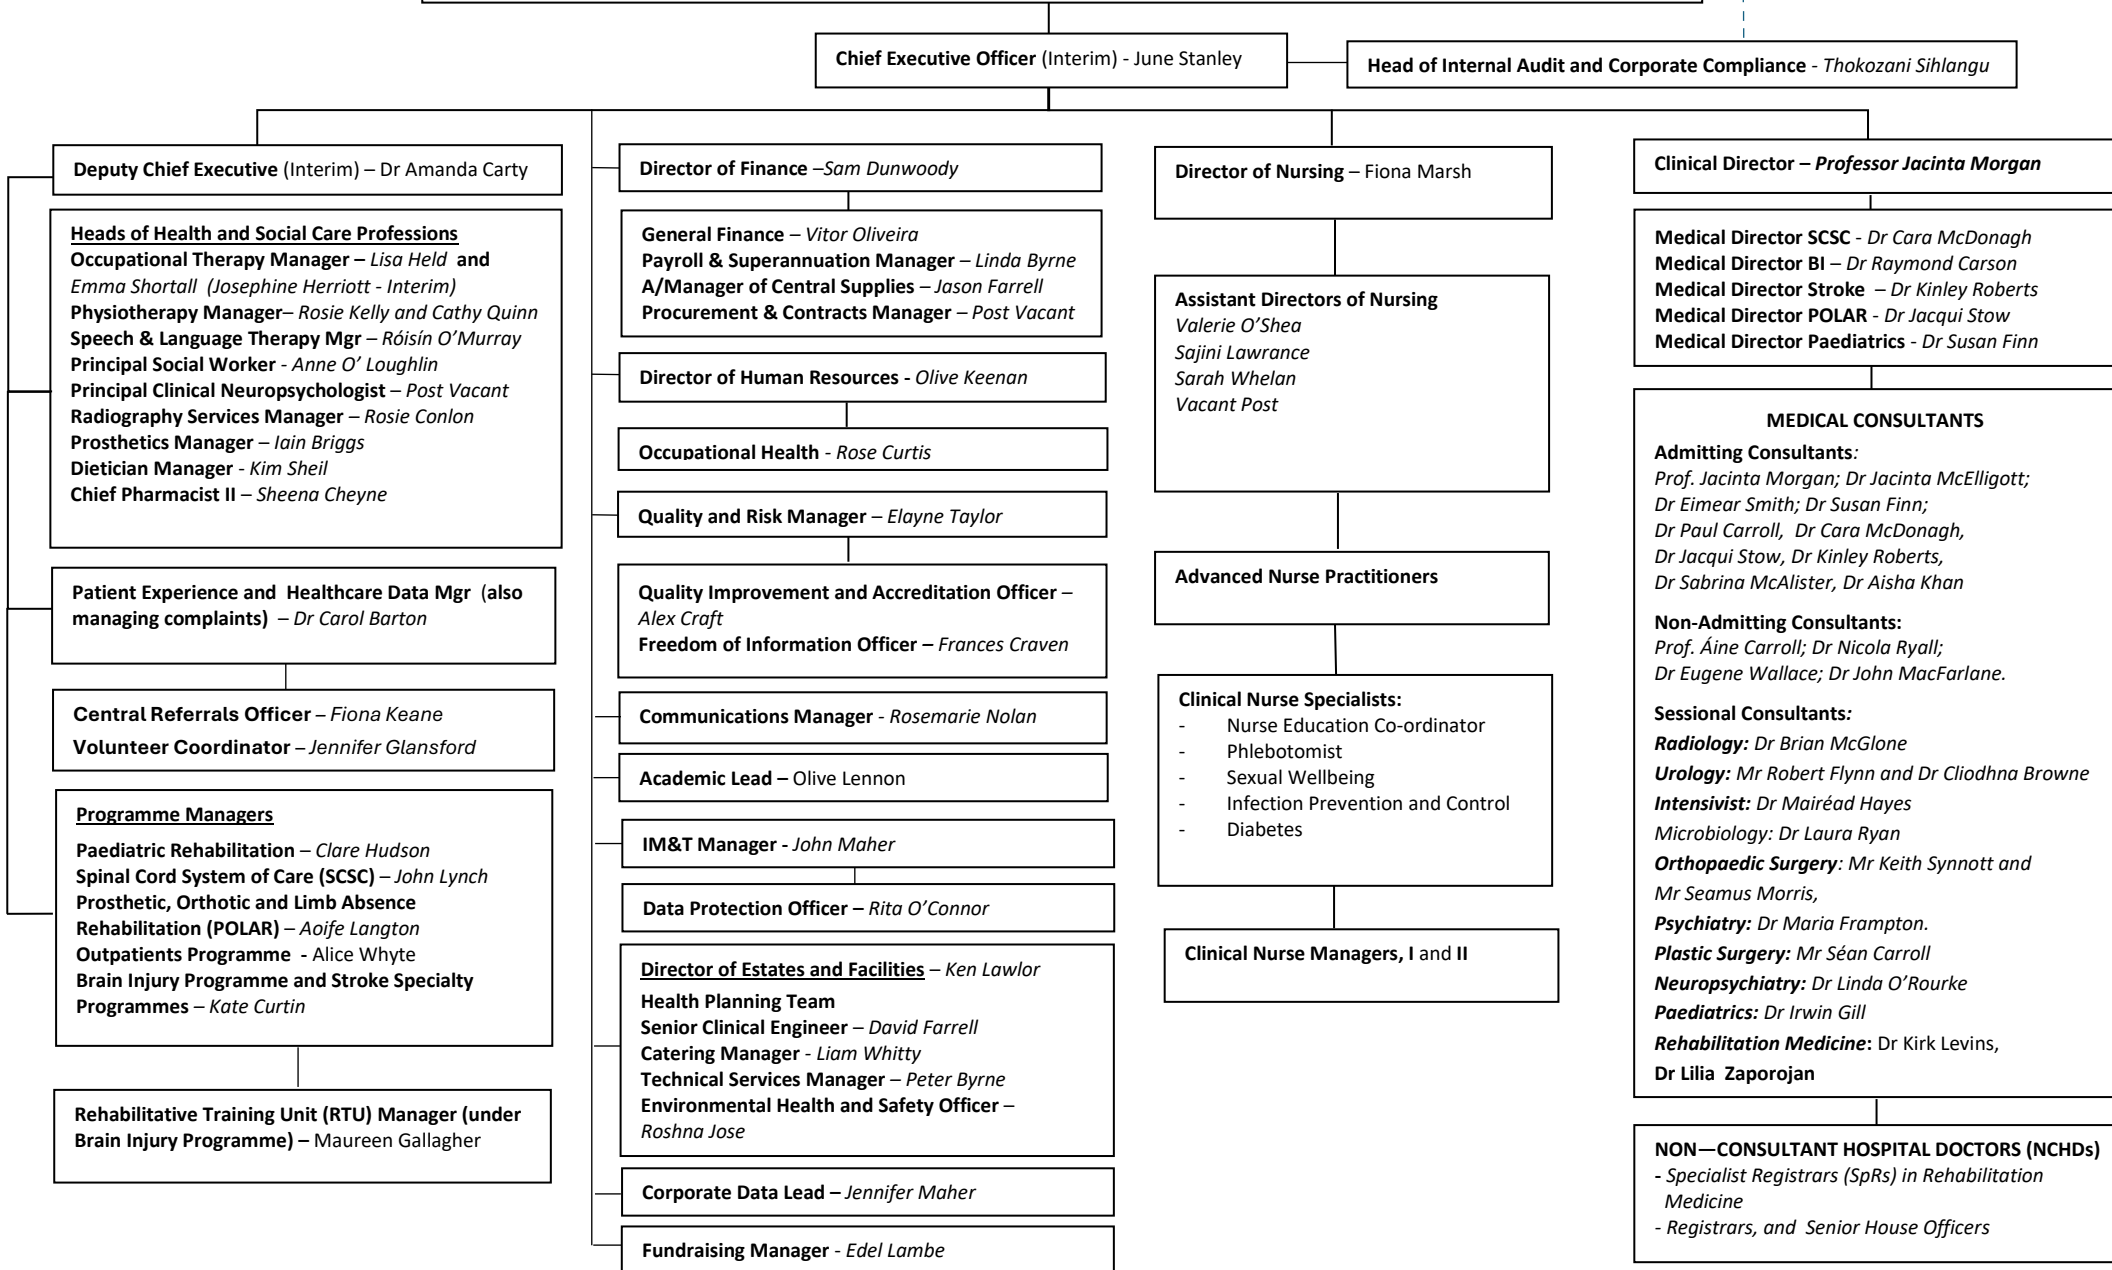 Chief Executive Officer (Interim) - June Stanley
Head of Internal Audit and Corporate Compliance - Thokozani Sihlangu
Deputy Chief Executive (Interim) – Dr Amanda Carty
Heads of Health and Social Care Professions
Occupational Therapy Manager – Lisa Held and
Emma Shortall (Josephine Herriott - Interim)
Physiotherapy Manager– Rosie Kelly and Cathy Quinn
Speech & Language Therapy Mgr – Róisín O’Murray
Principal Social Worker - Anne O’ Loughlin
Principal Clinical Neuropsychologist – Post Vacant
Radiography Services Manager – Rosie Conlon
Prosthetics Manager – Iain Briggs
Dietician Manager - Kim Sheil
Chief Pharmacist II – Sheena Cheyne
Patient Experience and Healthcare Data Mgr (also
managing complaints) – Dr Carol Barton
Central Referrals Officer – Fiona Keane
Volunteer Coordinator – Jennifer Glansford
Programme Managers
Paediatric Rehabilitation – Clare Hudson
Spinal Cord System of Care (SCSC) – John Lynch
Prosthetic, Orthotic and Limb Absence
Rehabilitation (POLAR) – Aoife Langton
Outpatients Programme - Alice Whyte
Brain Injury Programme and Stroke Specialty
Programmes – Kate Curtin
Rehabilitative Training Unit (RTU) Manager (under
Brain Injury Programme) – Maureen Gallagher
Director of Finance –Sam Dunwoody
General Finance – Vitor Oliveira
Payroll & Superannuation Manager – Linda Byrne
A/Manager of Central Supplies – Jason Farrell
Procurement & Contracts Manager – Post Vacant
Director of Human Resources - Olive Keenan
Occupational Health - Rose Curtis
Quality and Risk Manager – Elayne Taylor
Quality Improvement and Accreditation Officer –
Alex Craft
Freedom of Information Officer – Frances Craven
Communications Manager - Rosemarie Nolan
Academic Lead – Olive Lennon
IM&T Manager - John Maher
Data Protection Officer – Rita O’Connor
Director of Estates and Facilities – Ken Lawlor
Health Planning Team
Senior Clinical Engineer – David Farrell
Catering Manager - Liam Whitty
Technical Services Manager – Peter Byrne
Environmental Health and Safety Officer –
Roshna Jose
Corporate Data Lead – Jennifer Maher
Fundraising Manager - Edel Lambe
Director of Nursing – Fiona Marsh
Assistant Directors of Nursing
Valerie O’Shea
Sajini Lawrance
Sarah Whelan
Vacant Post
Advanced Nurse Practitioners
Clinical Nurse Specialists:
- Nurse Education Co-ordinator
- Phlebotomist
- Sexual Wellbeing
- Infection Prevention and Control
- Diabetes
Clinical Nurse Managers, I and II
Clinical Director – Professor Jacinta Morgan
Medical Director SCSC - Dr Cara McDonagh
Medical Director BI – Dr Raymond Carson
Medical Director Stroke – Dr Kinley Roberts
Medical Director POLAR - Dr Jacqui Stow
Medical Director Paediatrics - Dr Susan Finn
MEDICAL CONSULTANTS
Admitting Consultants:
Prof. Jacinta Morgan; Dr Jacinta McElligott;
Dr Eimear Smith; Dr Susan Finn;
Dr Paul Carroll, Dr Cara McDonagh,
Dr Jacqui Stow, Dr Kinley Roberts,
Dr Sabrina McAlister, Dr Aisha Khan
Non-Admitting Consultants:
Prof. Áine Carroll; Dr Nicola Ryall;
Dr Eugene Wallace; Dr John MacFarlane.
Sessional Consultants:
Radiology: Dr Brian McGlone
Urology: Mr Robert Flynn and Dr Cliodhna Browne
Intensivist: Dr Mairéad Hayes
Microbiology: Dr Laura Ryan
Orthopaedic Surgery: Mr Keith Synnott and
Mr Seamus Morris,
Psychiatry: Dr Maria Frampton.
Plastic Surgery: Mr Séan Carroll
Neuropsychiatry: Dr Linda O’Rourke
Paediatrics: Dr Irwin Gill
Rehabilitation Medicine: Dr Kirk Levins,
Dr Lilia Zaporojan
NON—CONSULTANT HOSPITAL DOCTORS (NCHDs)
- Specialist Registrars (SpRs) in Rehabilitation
Medicine
- Registrars, and Senior House Officers